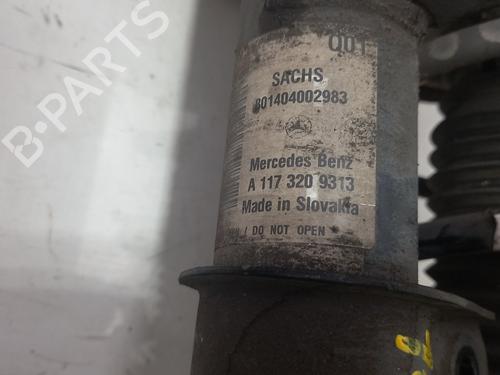 Q01
SACHS
801404002983
Mercedes Benz
A 117 320 9313
Made in Slovakia
/ DO NOT OPEN
B-PARTS